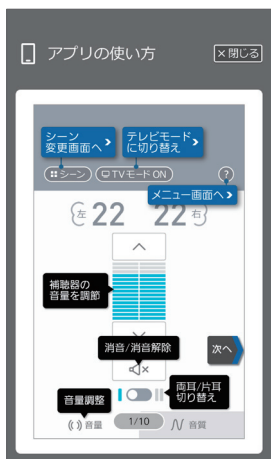 アプリの使い方
×閉じる
シーン
変更画面へ
テレビモード
に切り替え
シーン
TVモードON
?
メニュー画面へ
左 22
22 右
補聴器の
音量を調節
消音/消音解除
次へ
両耳/片耳
切り替え
音量調整
音量
1/10
音質